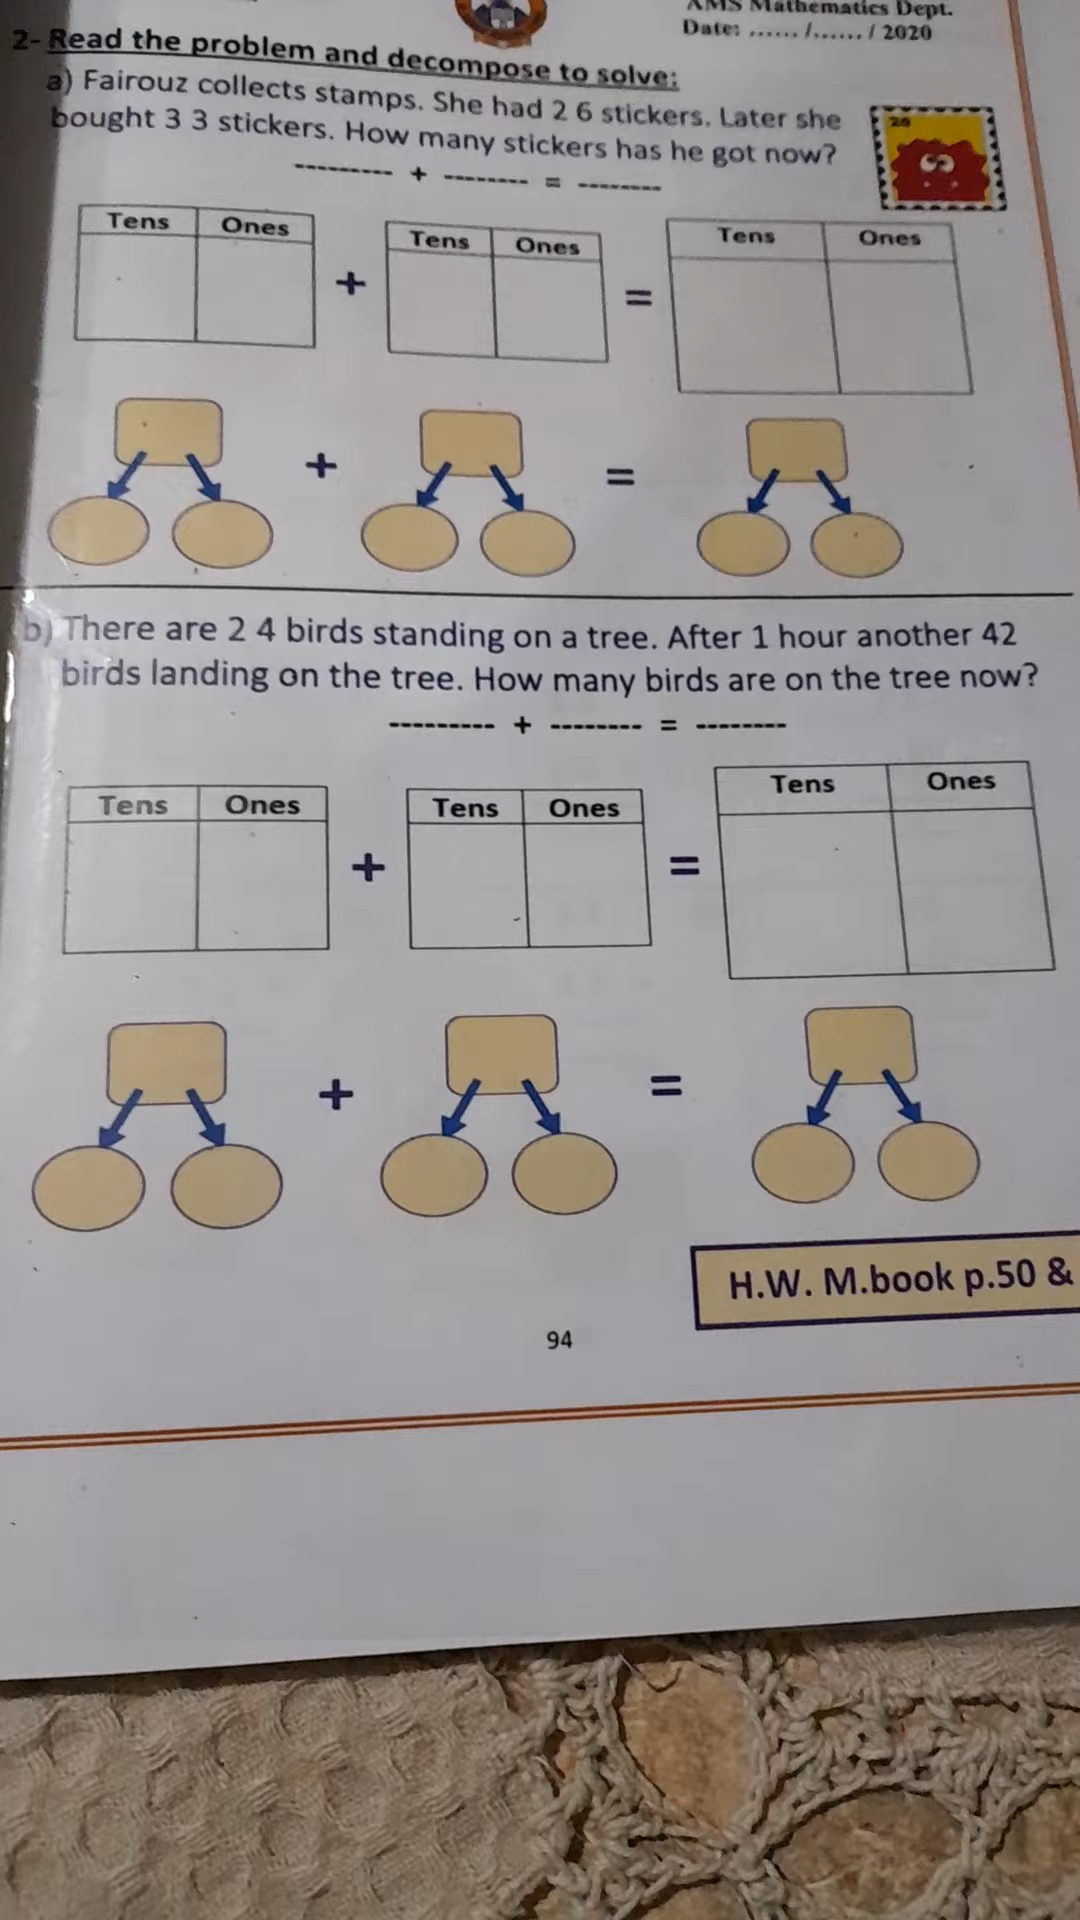 AMS Mathematics Dept.
Date: ...... /...... / 2020
2- Read the problem and decompose to solve:
a) Fairouz collects stamps. She had 2 6 stickers. Later she
bought 3 3 stickers. How many stickers has he got now?
--------- + -------- = --------
Tens Ones Tens Ones Tens Ones
+ =
+ =
b) There are 2 4 birds standing on a tree. After 1 hour another 42
birds landing on the tree. How many birds are on the tree now?
--------- + -------- = --------
Tens Ones Tens Ones Tens Ones
+ =
+ =
H.W. M.book p.50 &
94